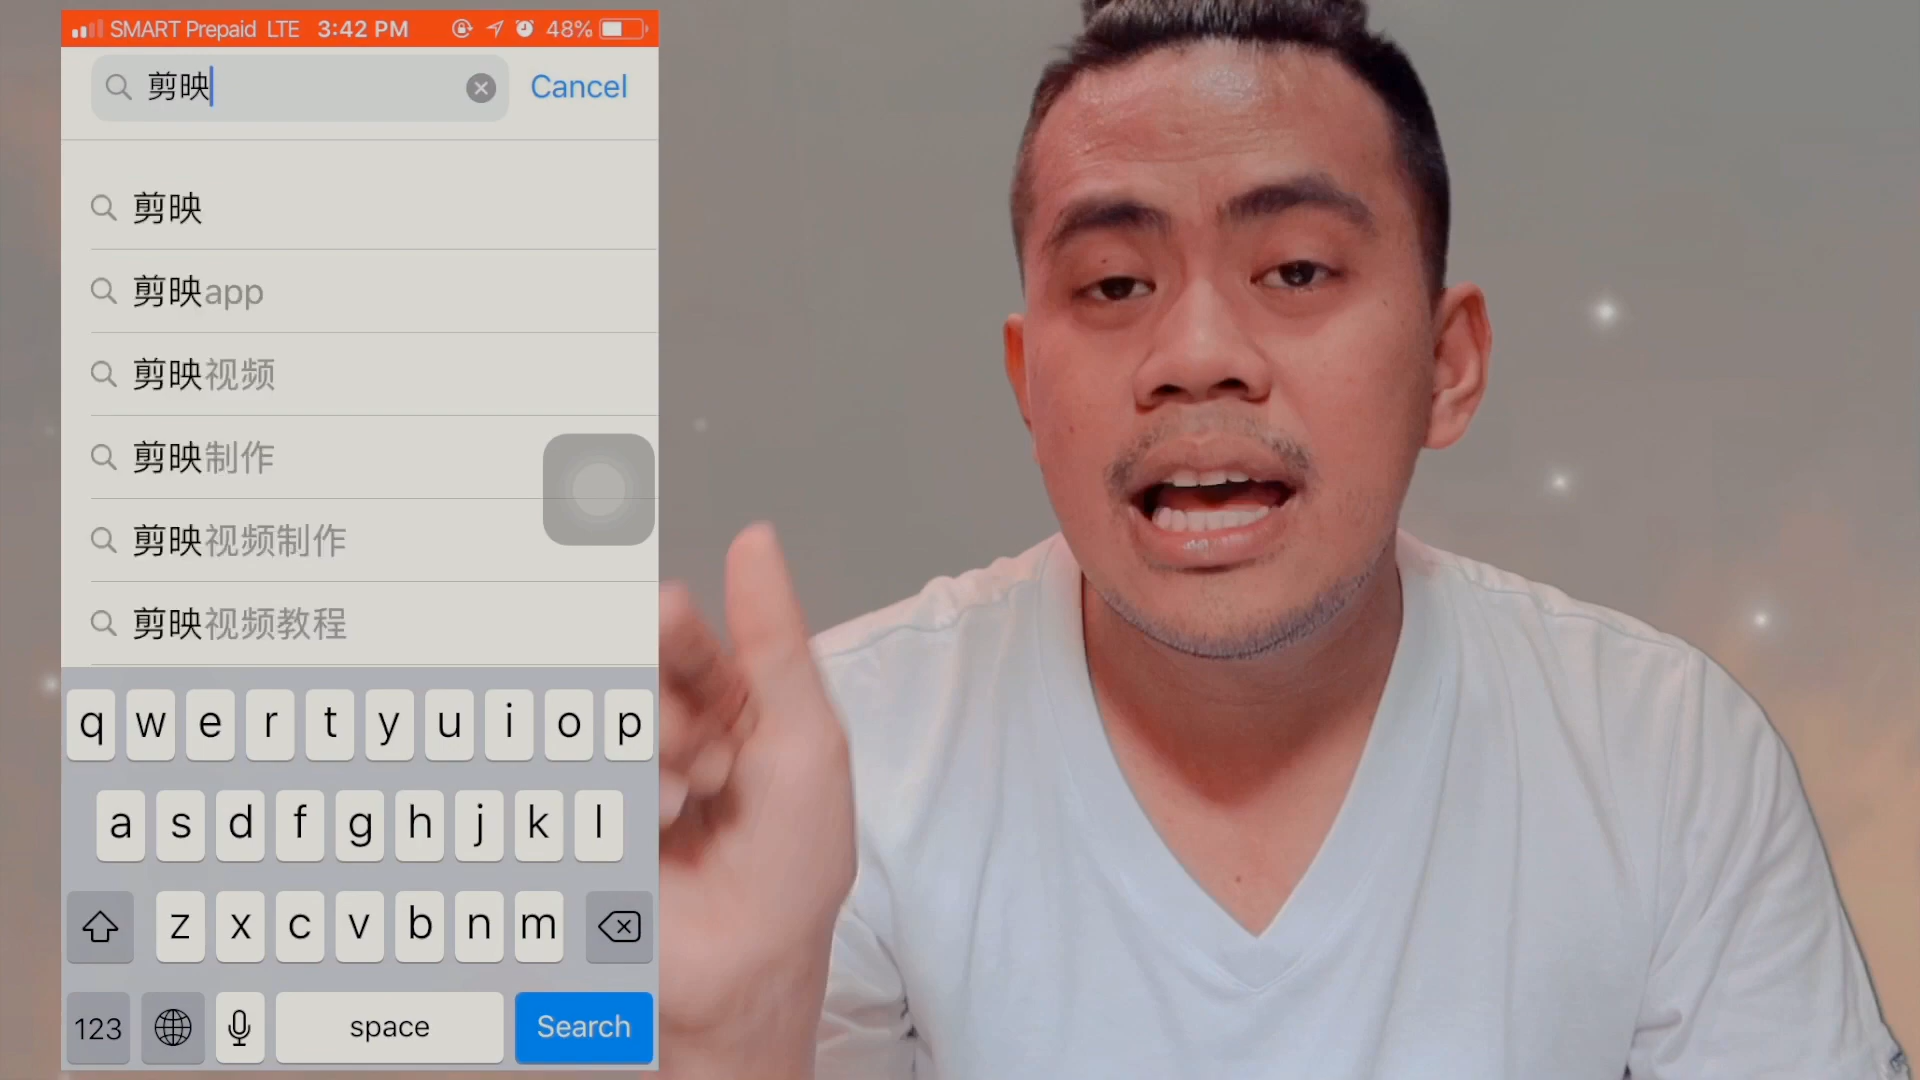 SMART Prepaid LTE 3:42 PM 48%
剪映 Cancel
剪映
剪映app
剪映视频
剪映制作
剪映视频制作
剪映视频教程
q w e r t y u i o p
a s d f g h j k l
z x c v b n m
123 space Search